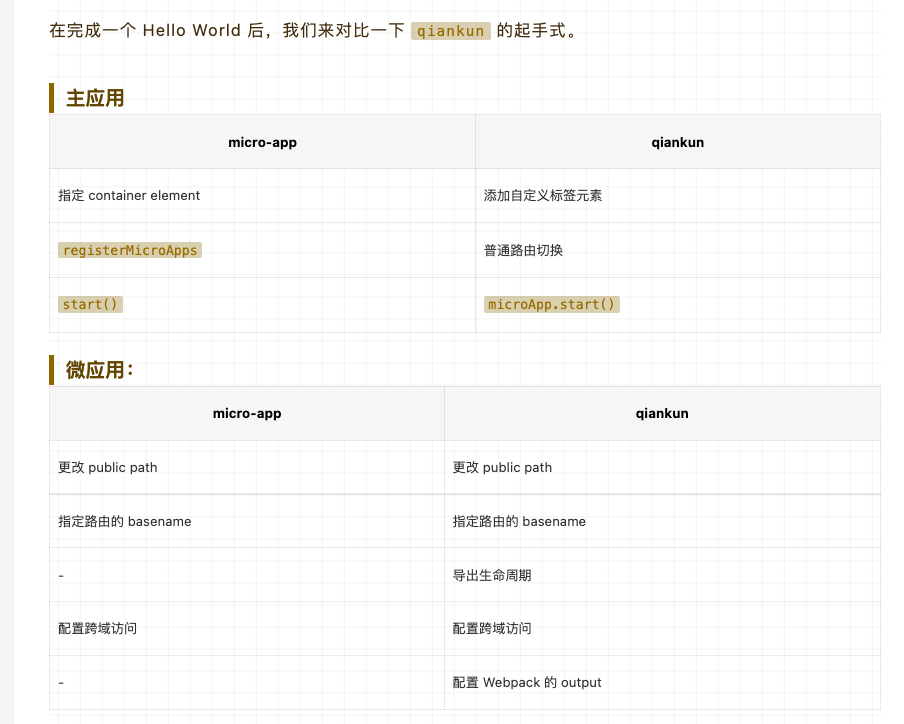 在完成一个 Hello World 后，我们来对比一下 qiankun 的起手式。
主应用
micro-app qiankun
指定 container element 添加自定义标签元素
registerMicroApps 普通路由切换
start() microApp.start()
微应用：
micro-app qiankun
更改 public path 更改 public path
指定路由的 basename 指定路由的 basename
- 导出生命周期
配置跨域访问 配置跨域访问
- 配置 Webpack 的 output